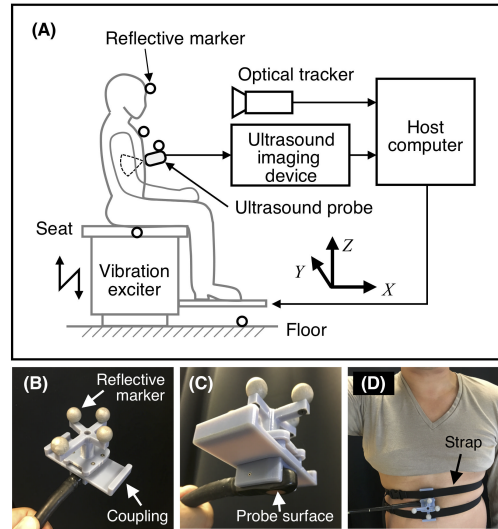 (A)
Reflective marker
Optical tracker
Host
computer
Ultrasound
imaging
device
Ultrasound probe
Seat
Vibration
exciter
Z
Y
X
Floor
(B)
Reflective
marker
Coupling
(C)
Probe surface
(D)
Strap